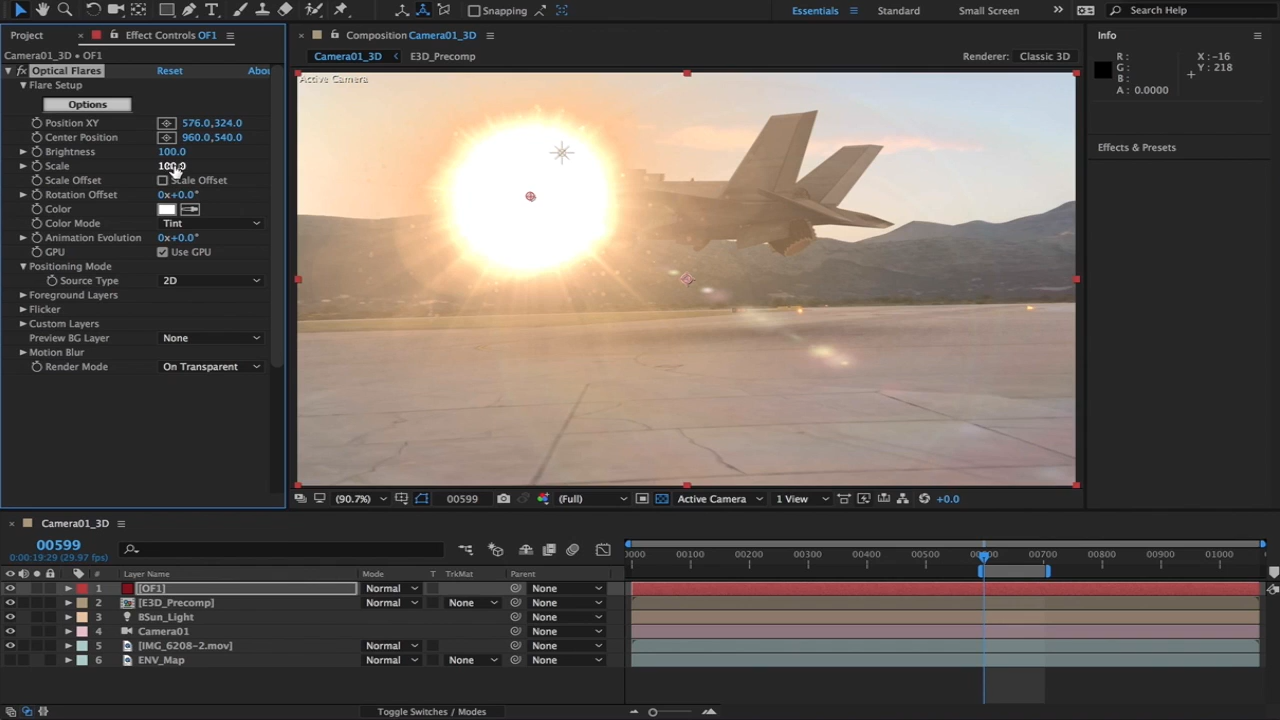 Snapping
Essentials
Standard
Small Screen
Search Help
Project
Effect Controls OF1
Composition Camera01_3D
Info
Camera01_3D • OF1
Camera01_3D
E3D_Precomp
Renderer: Classic 3D
R :
G :
B :
A : 0.0000
X : -16
Y : 218
fx Optical Flares
Reset
Abou
Active Camera
Flare Setup
Options
Position XY 576.0,324.0
Center Position 960.0,540.0
Brightness 100.0
Scale 100.0
Scale Offset Scale Offset
Rotation Offset 0x+0.0°
Color
Color Mode Tint
Animation Evolution 0x+0.0°
GPU Use GPU
Positioning Mode
Source Type 2D
Foreground Layers
Flicker
Custom Layers
Preview BG Layer None
Motion Blur
Render Mode On Transparent
Effects & Presets
(90.7%)
00599
(Full)
Active Camera
1 View
+0.0
Camera01_3D
00599
0:00:19:29 (29.97 fps)
0000 00100 00200 00300 00400 00500 00600 00700 00800 00900 01000
# Layer Name Mode T TrkMat Parent
1 [OF1] Normal None
2 [E3D_Precomp] Normal None None
3 BSun_Light None
4 Camera01 None
5 [IMG_6208-2.mov] Normal None
6 ENV_Map Normal None None
Toggle Switches / Modes